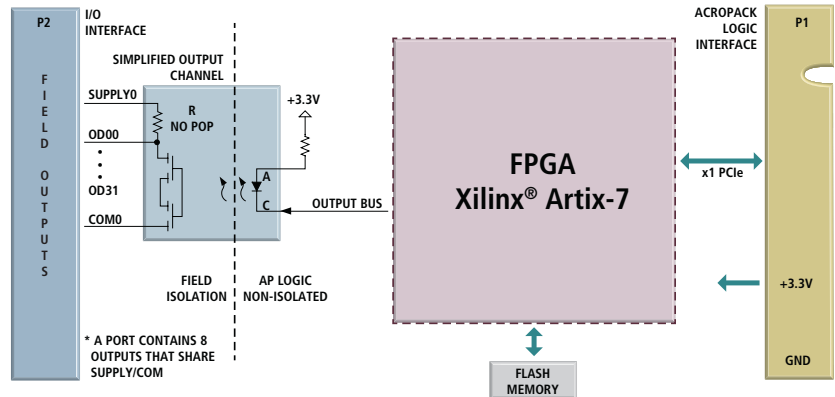 P2
I/O
INTERFACE
FIELD OUTPUTS
SIMPLIFIED OUTPUT
CHANNEL
SUPPLY0
R
NO POP
OD00
OD31
COM0
+3.3V
A
C
OUTPUT BUS
FIELD
ISOLATION
AP LOGIC
NON-ISOLATED
* A PORT CONTAINS 8
OUTPUTS THAT SHARE
SUPPLY/COM
FPGA
Xilinx® Artix-7
FLASH
MEMORY
ACROPACK
LOGIC
INTERFACE
P1
x1 PCIe
+3.3V
GND